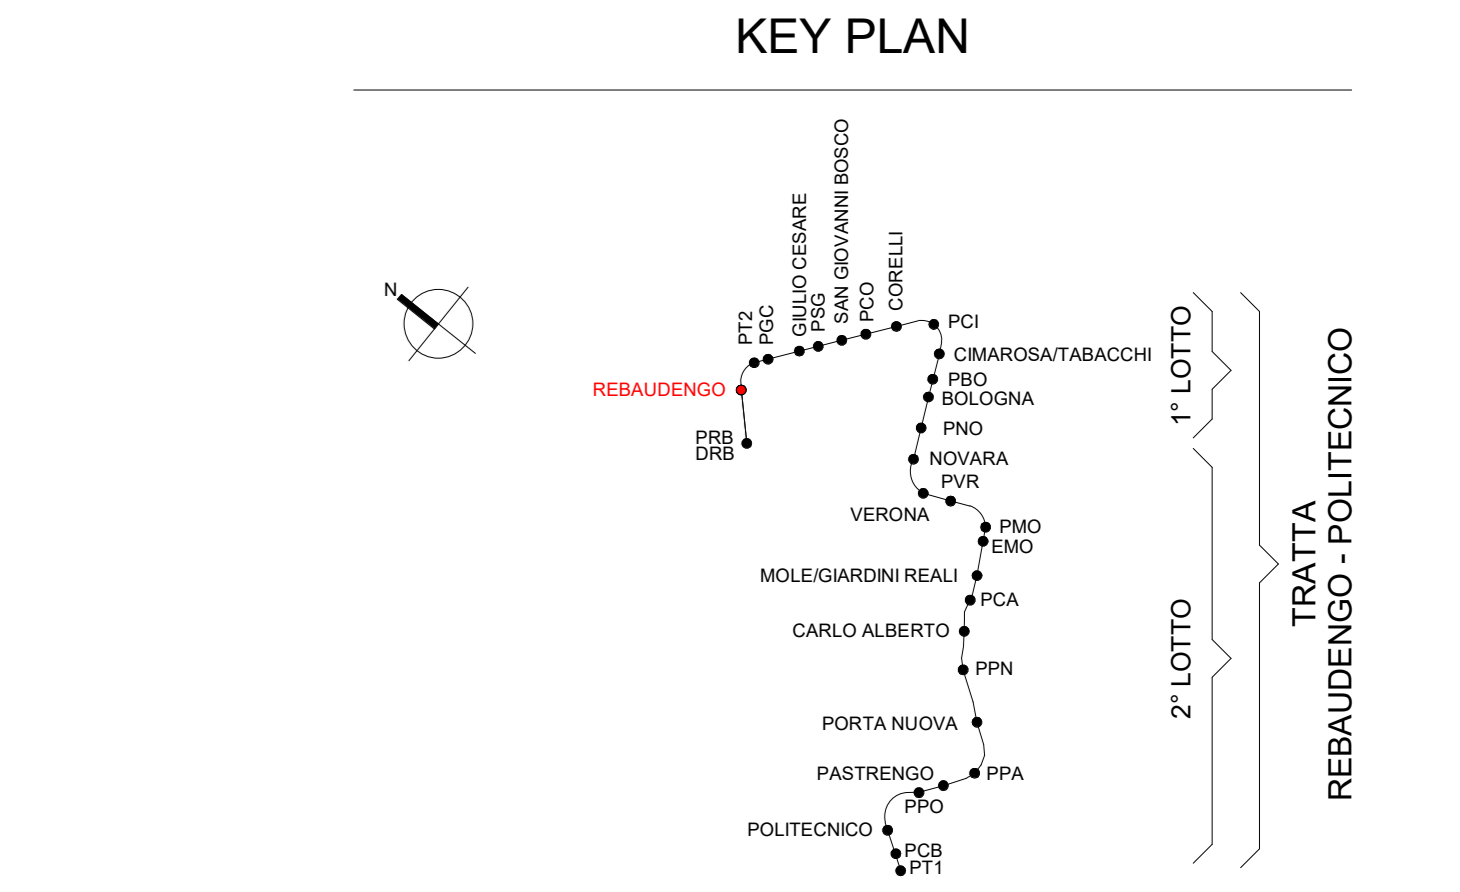 KEY PLAN
N
PT2
PGC
GIULIO CESARE
PSG
SAN GIOVANNI BOSCO
PCO
CORELLI
PCI
CIMAROSA/TABACCHI
REBAUDENGO
PBO
BOLOGNA
PRB
DRB
PNO
NOVARA
PVR
VERONA
PMO
EMO
MOLE/GIARDINI REALI
PCA
CARLO ALBERTO
PPN
PORTA NUOVA
PASTRENGO
PPA
PPO
POLITECNICO
PCB
PT1
1° LOTTO
2° LOTTO
TRATTA
REBAUDENGO - POLITECNICO